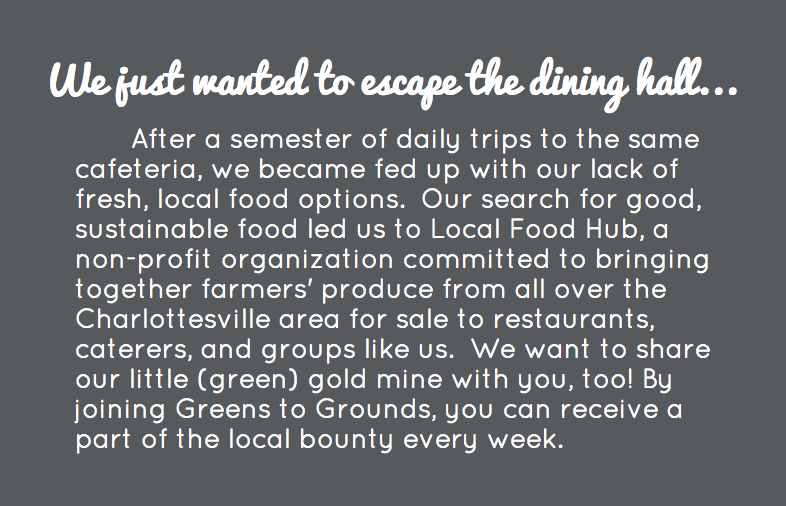 We just wanted to escape the dining hall...
After a semester of daily trips to the same
cafeteria, we became fed up with our lack of
fresh, local food options.  Our search for good,
sustainable food led us to Local Food Hub, a
non-profit organization committed to bringing
together farmers' produce from all over the
Charlottesville area for sale to restaurants,
caterers, and groups like us.  We want to share
our little (green) gold mine with you, too! By
joining Greens to Grounds, you can receive a
part of the local bounty every week.